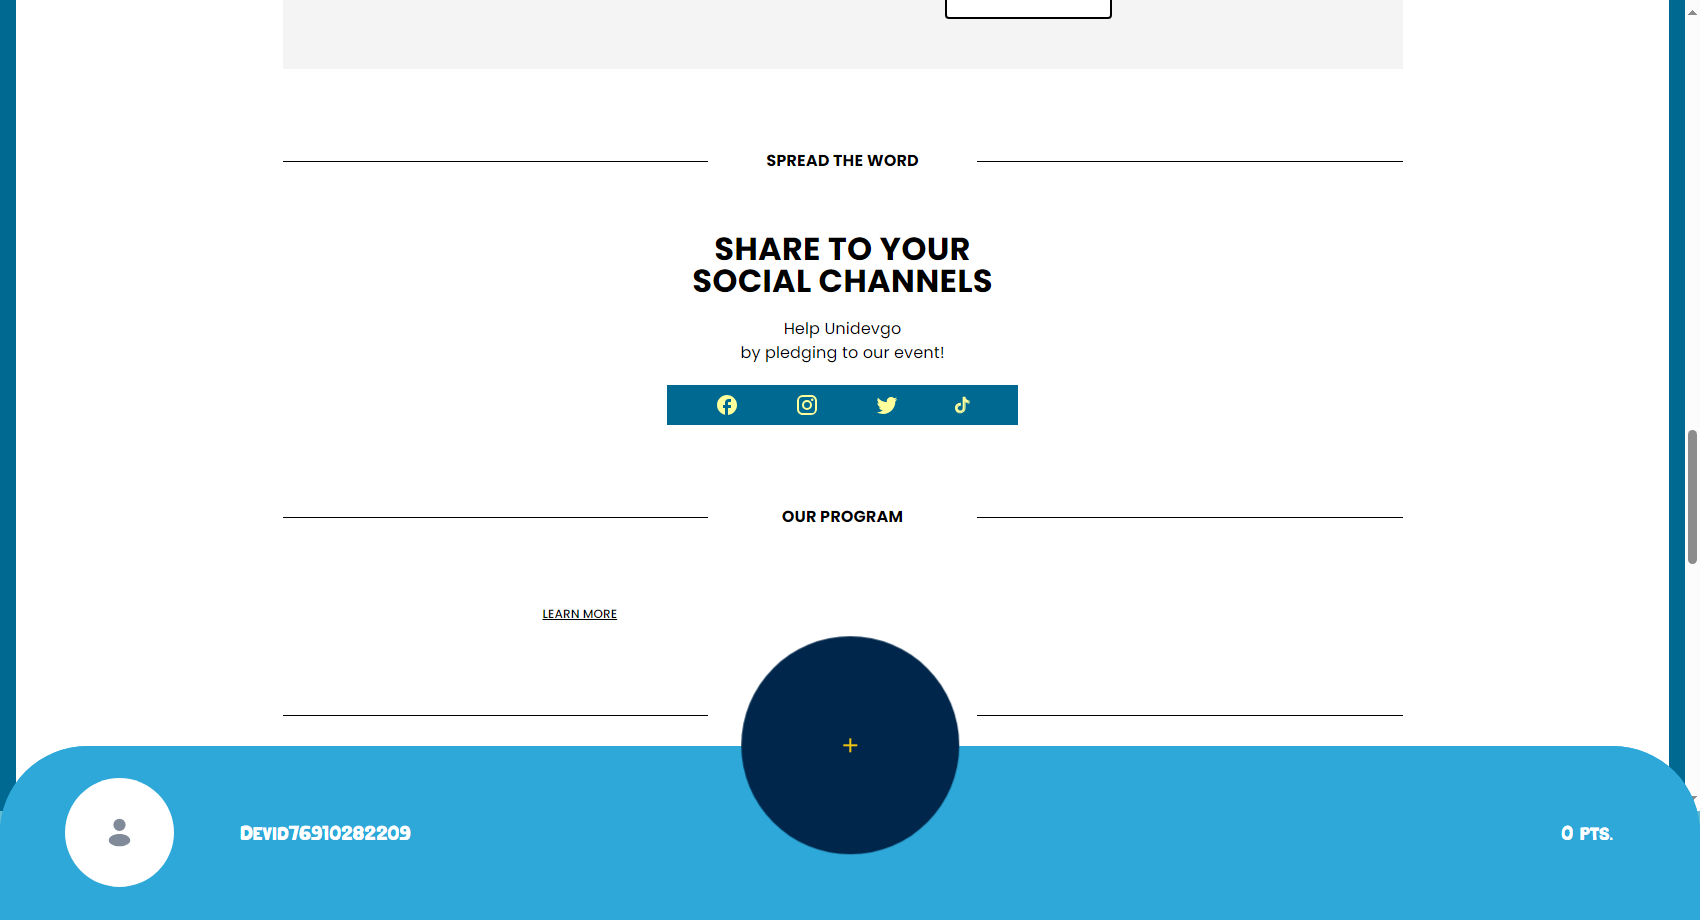 SPREAD THE WORD
SHARE TO YOUR
SOCIAL CHANNELS
Help Unidevgo
by pledging to our event!
OUR PROGRAM
LEARN MORE
+
Devid76910282209
0 pts.